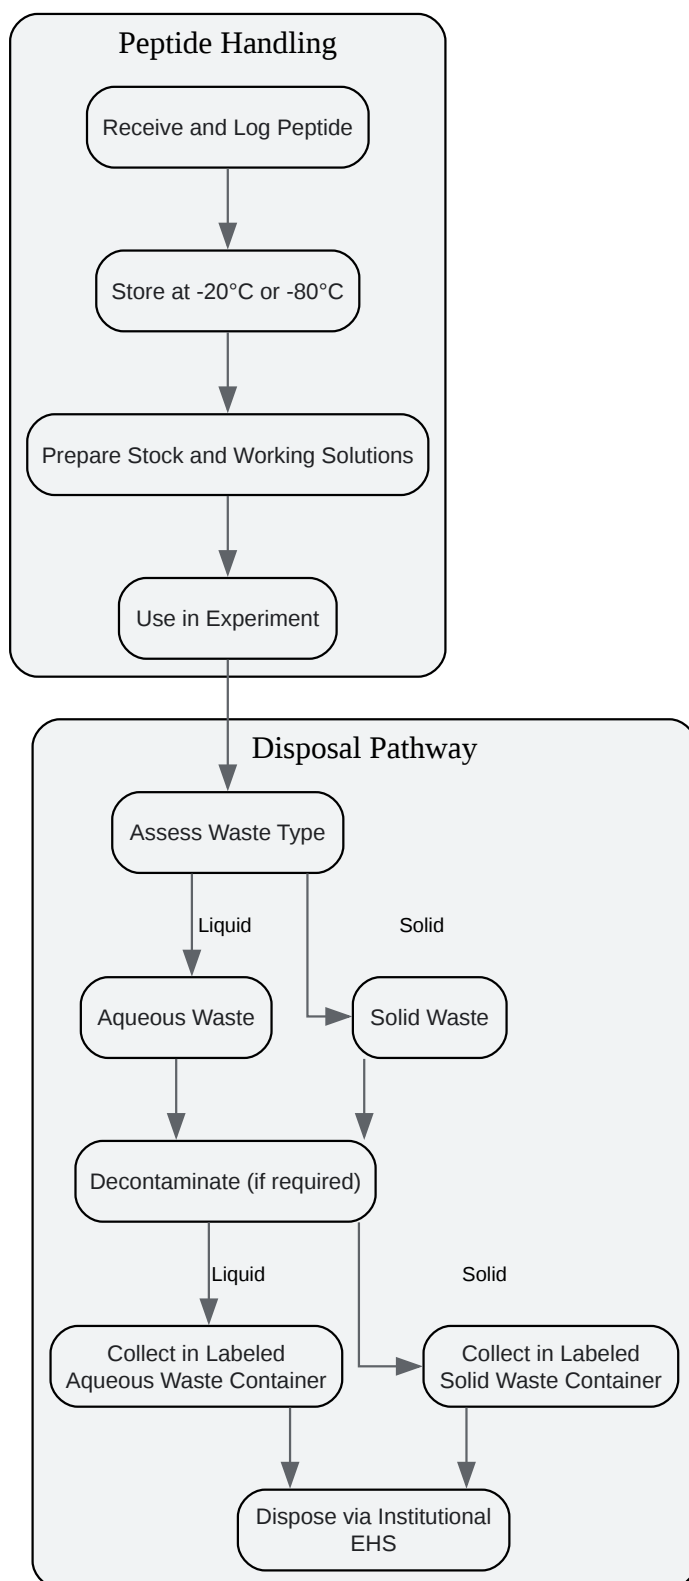 Peptide Handling
Receive and Log Peptide
Store at -20°C or -80°C
Prepare Stock and Working Solutions
Use in Experiment
Disposal Pathway
Assess Waste Type
Liquid
Solid
Aqueous Waste
Solid Waste
Decontaminate (if required)
Liquid
Solid
Collect in Labeled
Aqueous Waste Container
Collect in Labeled
Solid Waste Container
Dispose via Institutional
EHS